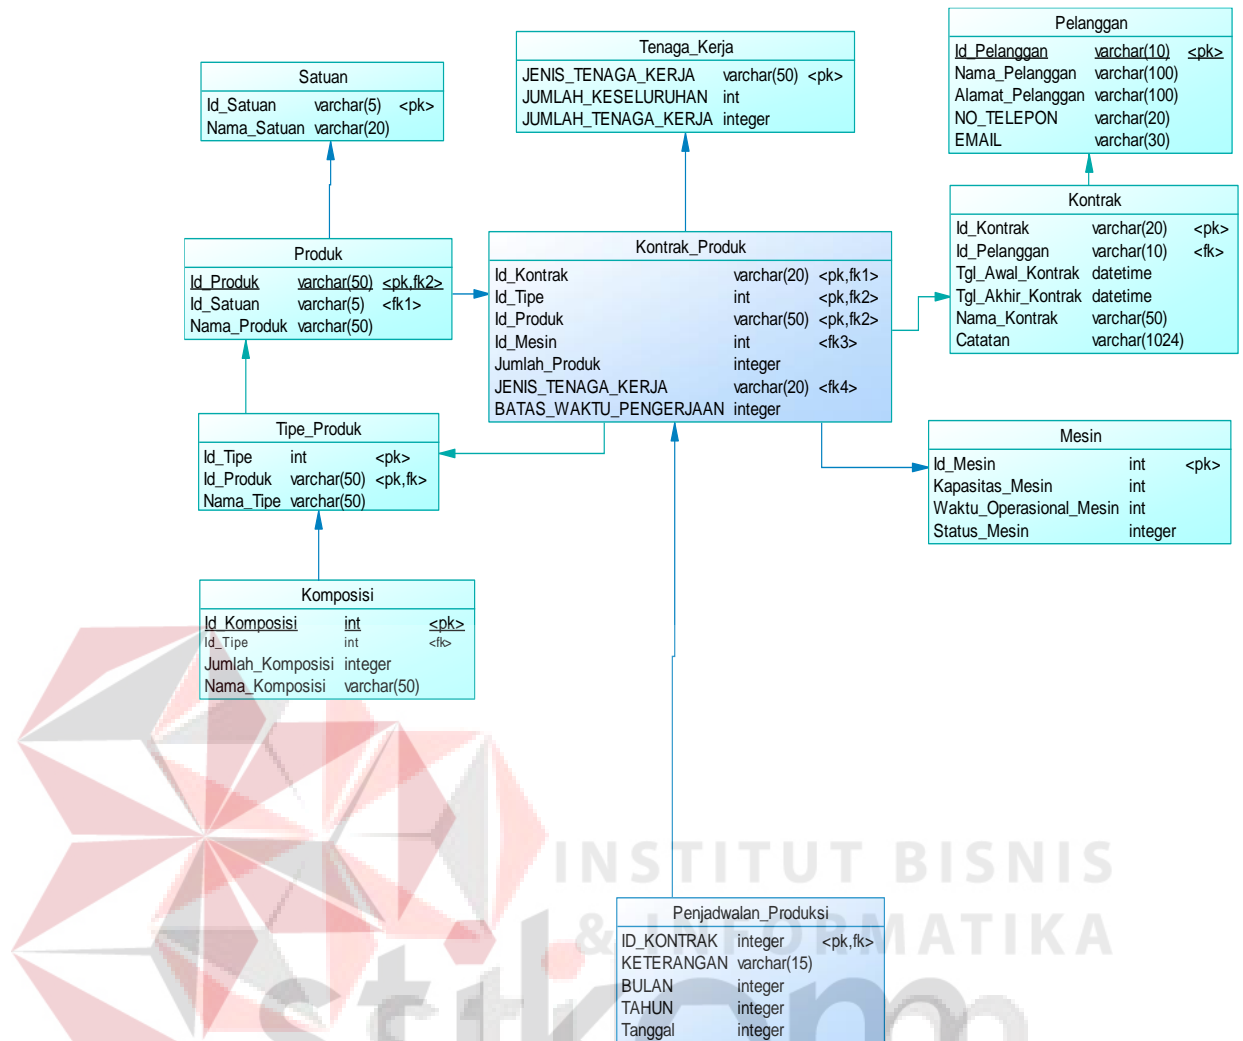 Pelanggan
Id_Pelanggan varchar(10) <pk>
Nama_Pelanggan varchar(100)
Alamat_Pelanggan varchar(100)
NO_TELEPON varchar(20)
EMAIL varchar(30)
Tenaga_Kerja
JENIS_TENAGA_KERJA varchar(50) <pk>
JUMLAH_KESELURUHAN int
JUMLAH_TENAGA_KERJA integer
Satuan
Id_Satuan varchar(5) <pk>
Nama_Satuan varchar(20)
Kontrak
Id_Kontrak varchar(20) <pk>
Id_Pelanggan varchar(10) <fk>
Tgl_Awal_Kontrak datetime
Tgl_Akhir_Kontrak datetime
Nama_Kontrak varchar(50)
Catatan varchar(1024)
Produk
Id_Produk varchar(50) <pk,fk2>
Id_Satuan varchar(5) <fk1>
Nama_Produk varchar(50)
Kontrak_Produk
Id_Kontrak varchar(20) <pk,fk1>
Id_Tipe int <pk,fk2>
Id_Produk varchar(50) <pk,fk2>
Id_Mesin int <fk3>
Jumlah_Produk integer
JENIS_TENAGA_KERJA varchar(20) <fk4>
BATAS_WAKTU_PENGERJAAN integer
Tipe_Produk
Id_Tipe int <pk>
Id_Produk varchar(50) <pk,fk>
Nama_Tipe varchar(50)
Mesin
Id_Mesin int <pk>
Kapasitas_Mesin int
Waktu_Operasional_Mesin int
Status_Mesin integer
Komposisi
Id_Komposisi int <pk>
Id_Tipe int <fk>
Jumlah_Komposisi integer
Nama_Komposisi varchar(50)
INSTITUT BISNIS
& INFORMATIKA
stikom
Penjadwalan_Produksi
ID_KONTRAK integer <pk,fk>
KETERANGAN varchar(15)
BULAN integer
TAHUN integer
Tanggal integer